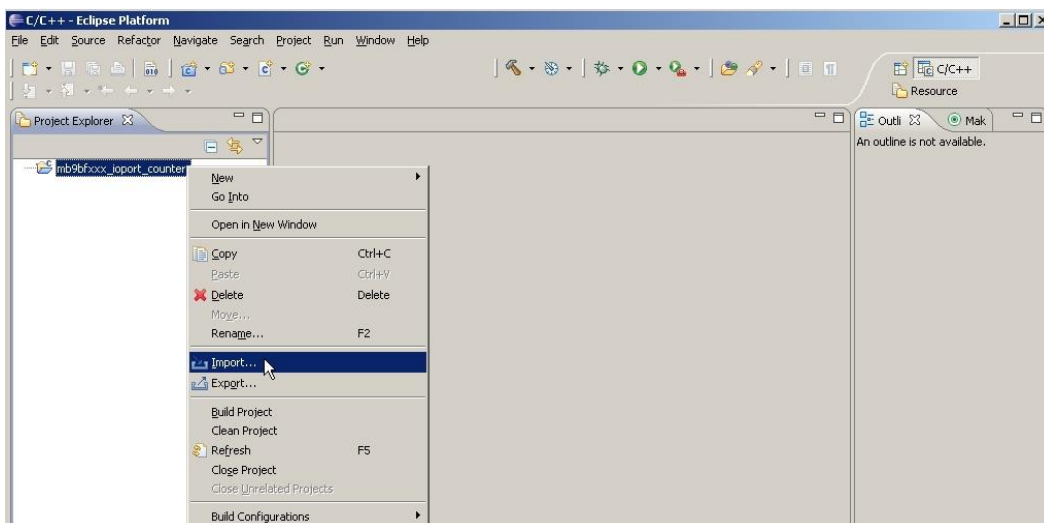 C/C++ - Eclipse Platform
File Edit Source Refactor Navigate Search Project Run Window Help
010
C/C++
Resource
Project Explorer
Outli
Mak
An outline is not available.
mb9bfxxx_ioport_counter
New
Go Into
Open in New Window
Copy Ctrl+C
Paste Ctrl+V
Delete Delete
Move...
Rename... F2
Import...
Export...
Build Project
Clean Project
Refresh F5
Close Project
Close Unrelated Projects
Build Configurations